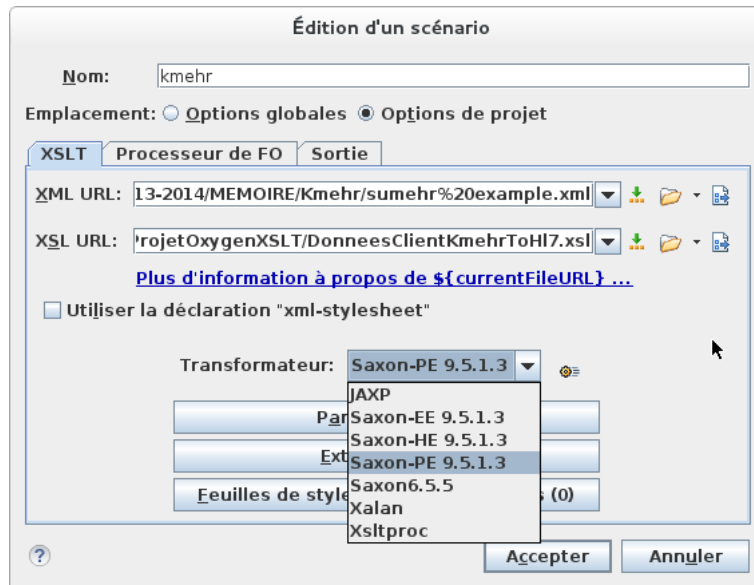 Édition d'un scénario
Nom: kmehr
Emplacement: Options globales Options de projet
XSLT Processeur de FO Sortie
XML URL: 13-2014/MEMOIRE/Kmehr/sumehr%20example.xml
XSL URL: rojetOxygenXSLT/DonneesClientKmehrToHl7.xsl
Plus d'information à propos de ${currentFileURL} ...
Utiliser la déclaration "xml-stylesheet"
Transformateur: Saxon-PE 9.5.1.3
JAXP
Par Saxon-EE 9.5.1.3
Saxon-HE 9.5.1.3
Ext Saxon-PE 9.5.1.3
Saxon6.5.5
Feuilles de style s (0)
Xalan
Xsltproc
? Accepter Annuler